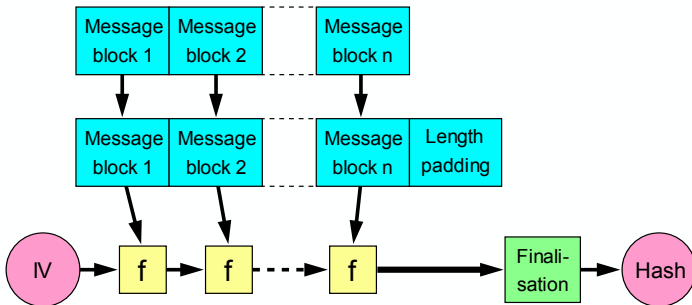 Message
block 1
Message
block 2
Message
block n
Message
block 1
Message
block 2
Message
block n
Length
padding
IV
f
f
f
Finali-
sation
Hash